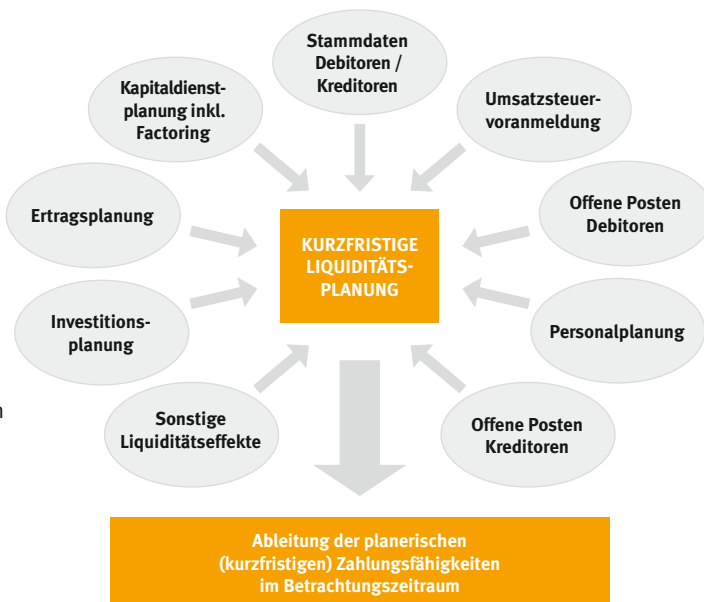 Stammdaten
Debitoren /
Kreditoren
Kapitaldienst-
planung inkl.
Factoring
Umsatzsteuer-
voranmeldung
Ertragsplanung
Offene Posten
Debitoren
KURZFRISTIGE
LIQUIDITÄTS-
PLANUNG
Investitions-
planung
Personalplanung
Sonstige
Liquiditätseffekte
Offene Posten
Kreditoren
Ableitung der planerischen
(kurzfristigen) Zahlungsfähigkeiten
im Betrachtungszeitraum